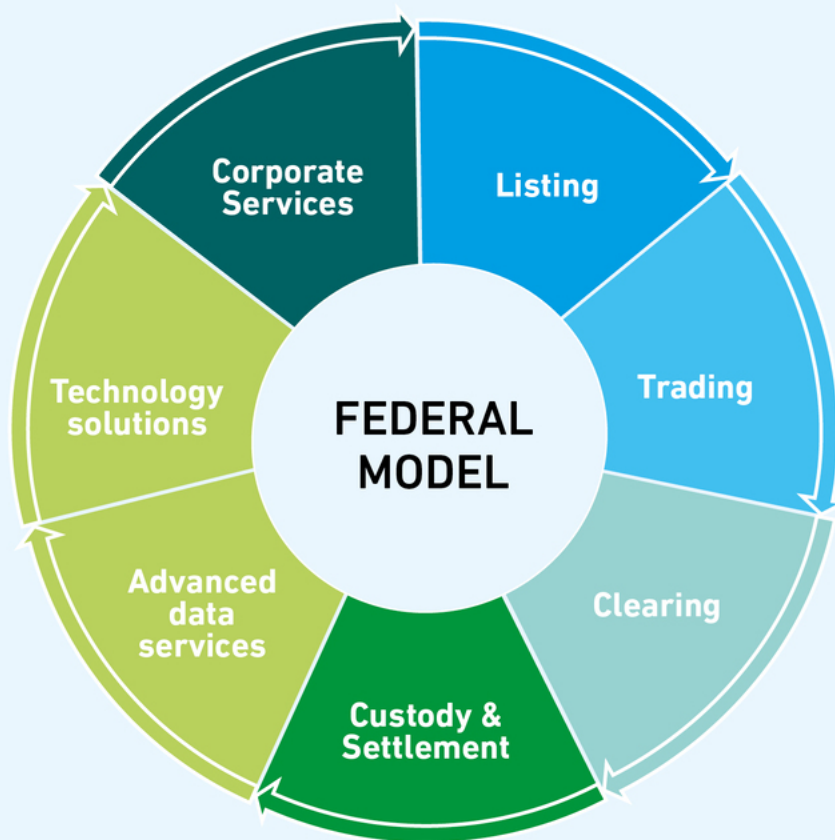 FEDERAL
MODEL
Listing
Trading
Clearing
Custody &
Settlement
Advanced
data
services
Technology
solutions
Corporate
Services